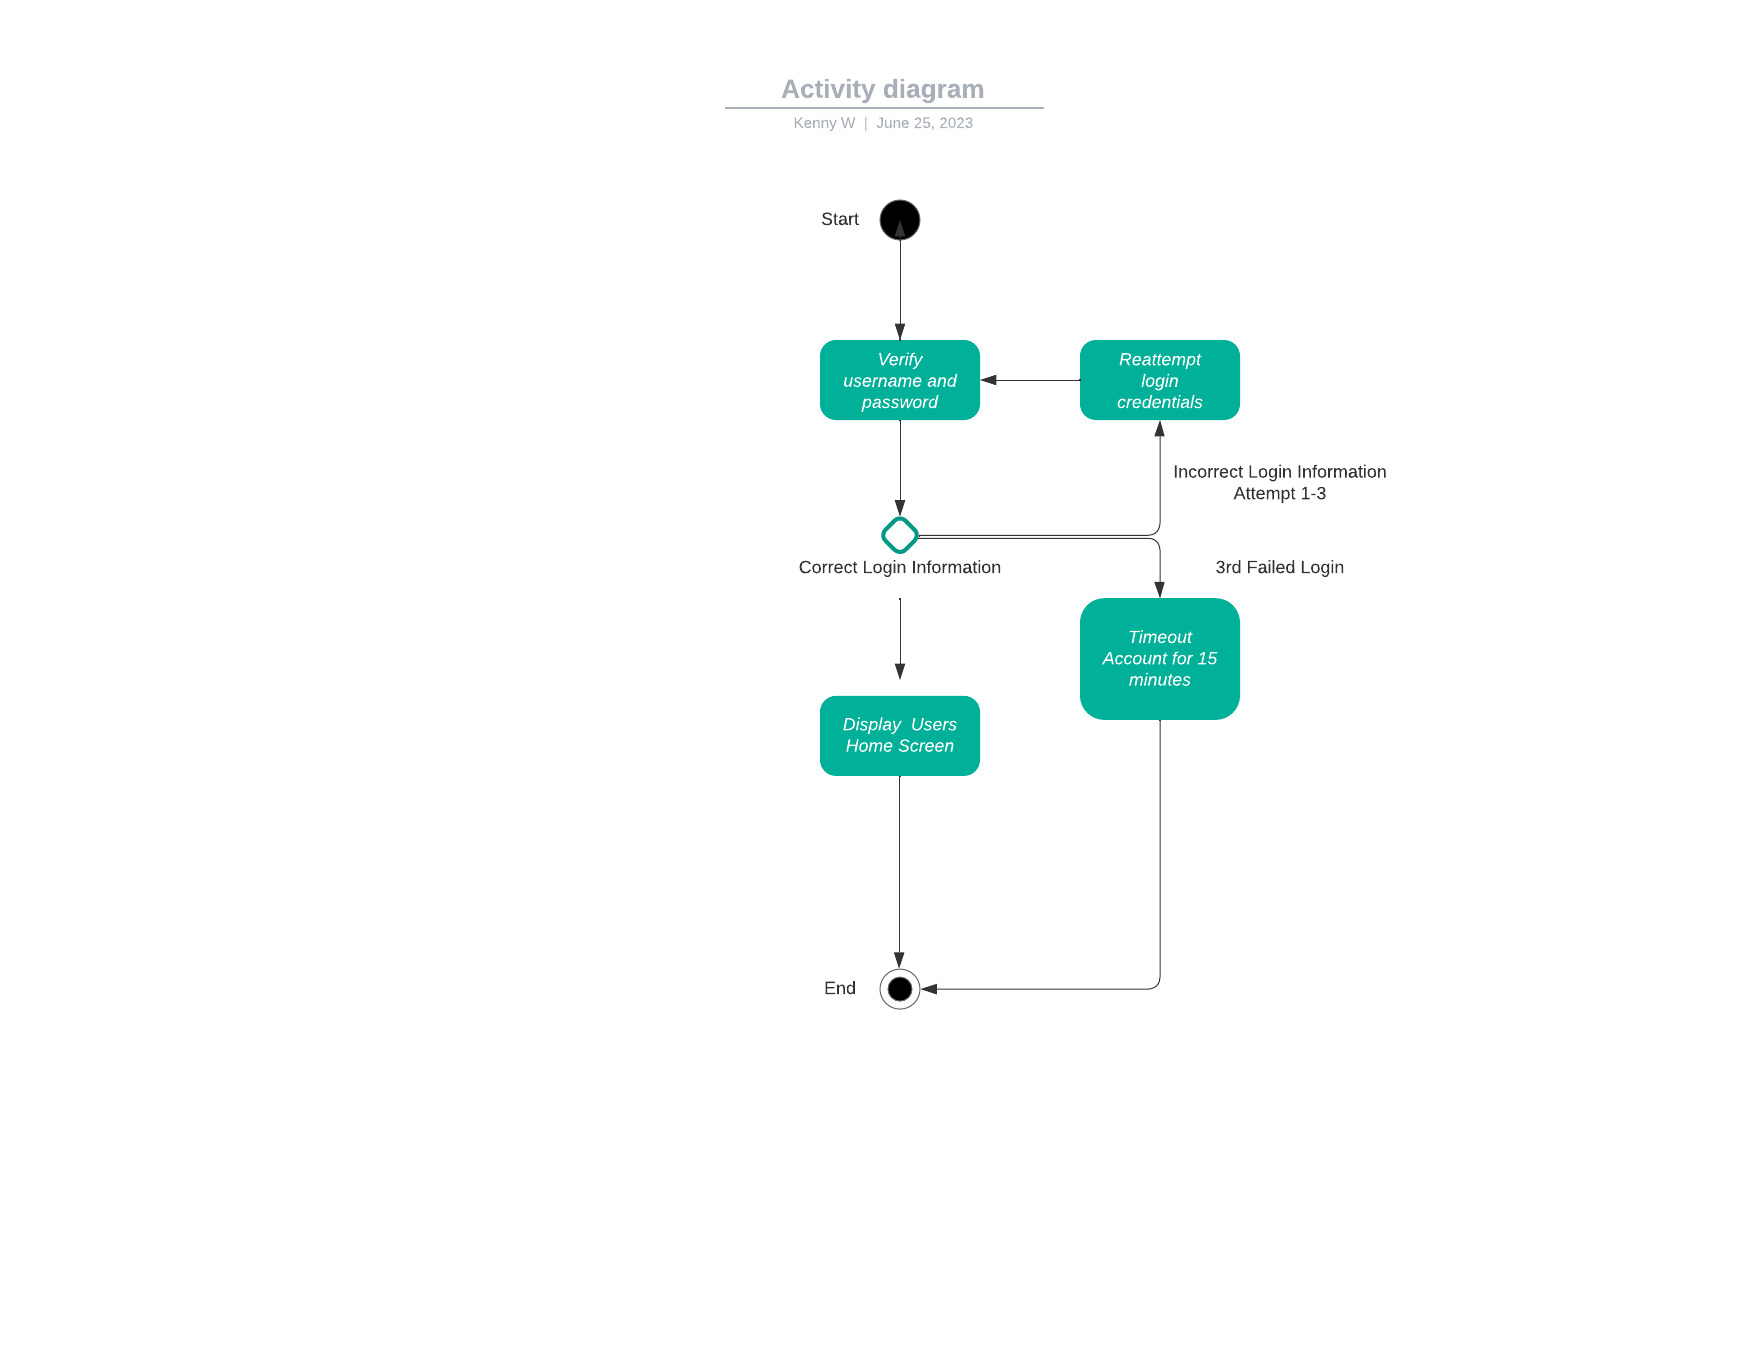 Activity diagram
Kenny W | June 25, 2023
Start
Verify
username and
password
Reattempt
login
credentials
Incorrect Login Information
Attempt 1-3
Correct Login Information
3rd Failed Login
Timeout
Account for 15
minutes
Display  Users
Home Screen
End